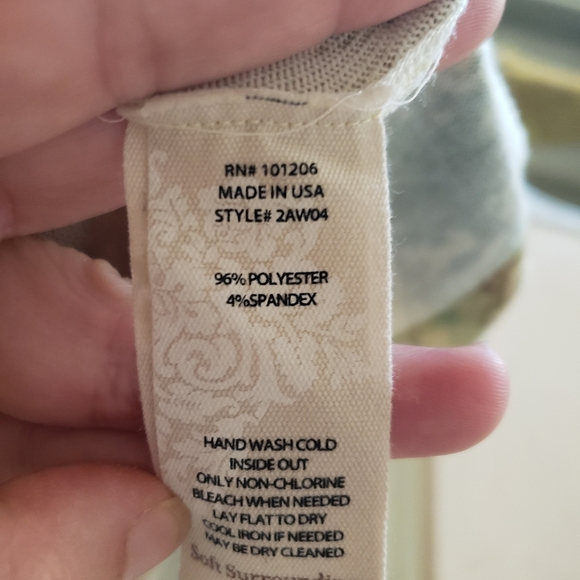 RN# 101206
MADE IN USA
STYLE# 2AW04
96% POLYESTER
4%SPANDEX
HAND WASH COLD
INSIDE OUT
ONLY NON-CHLORINE
BLEACH WHEN NEEDED
LAY FLAT TO DRY
COOL IRON IF NEEDED
MAY BE DRY CLEANED
Soft